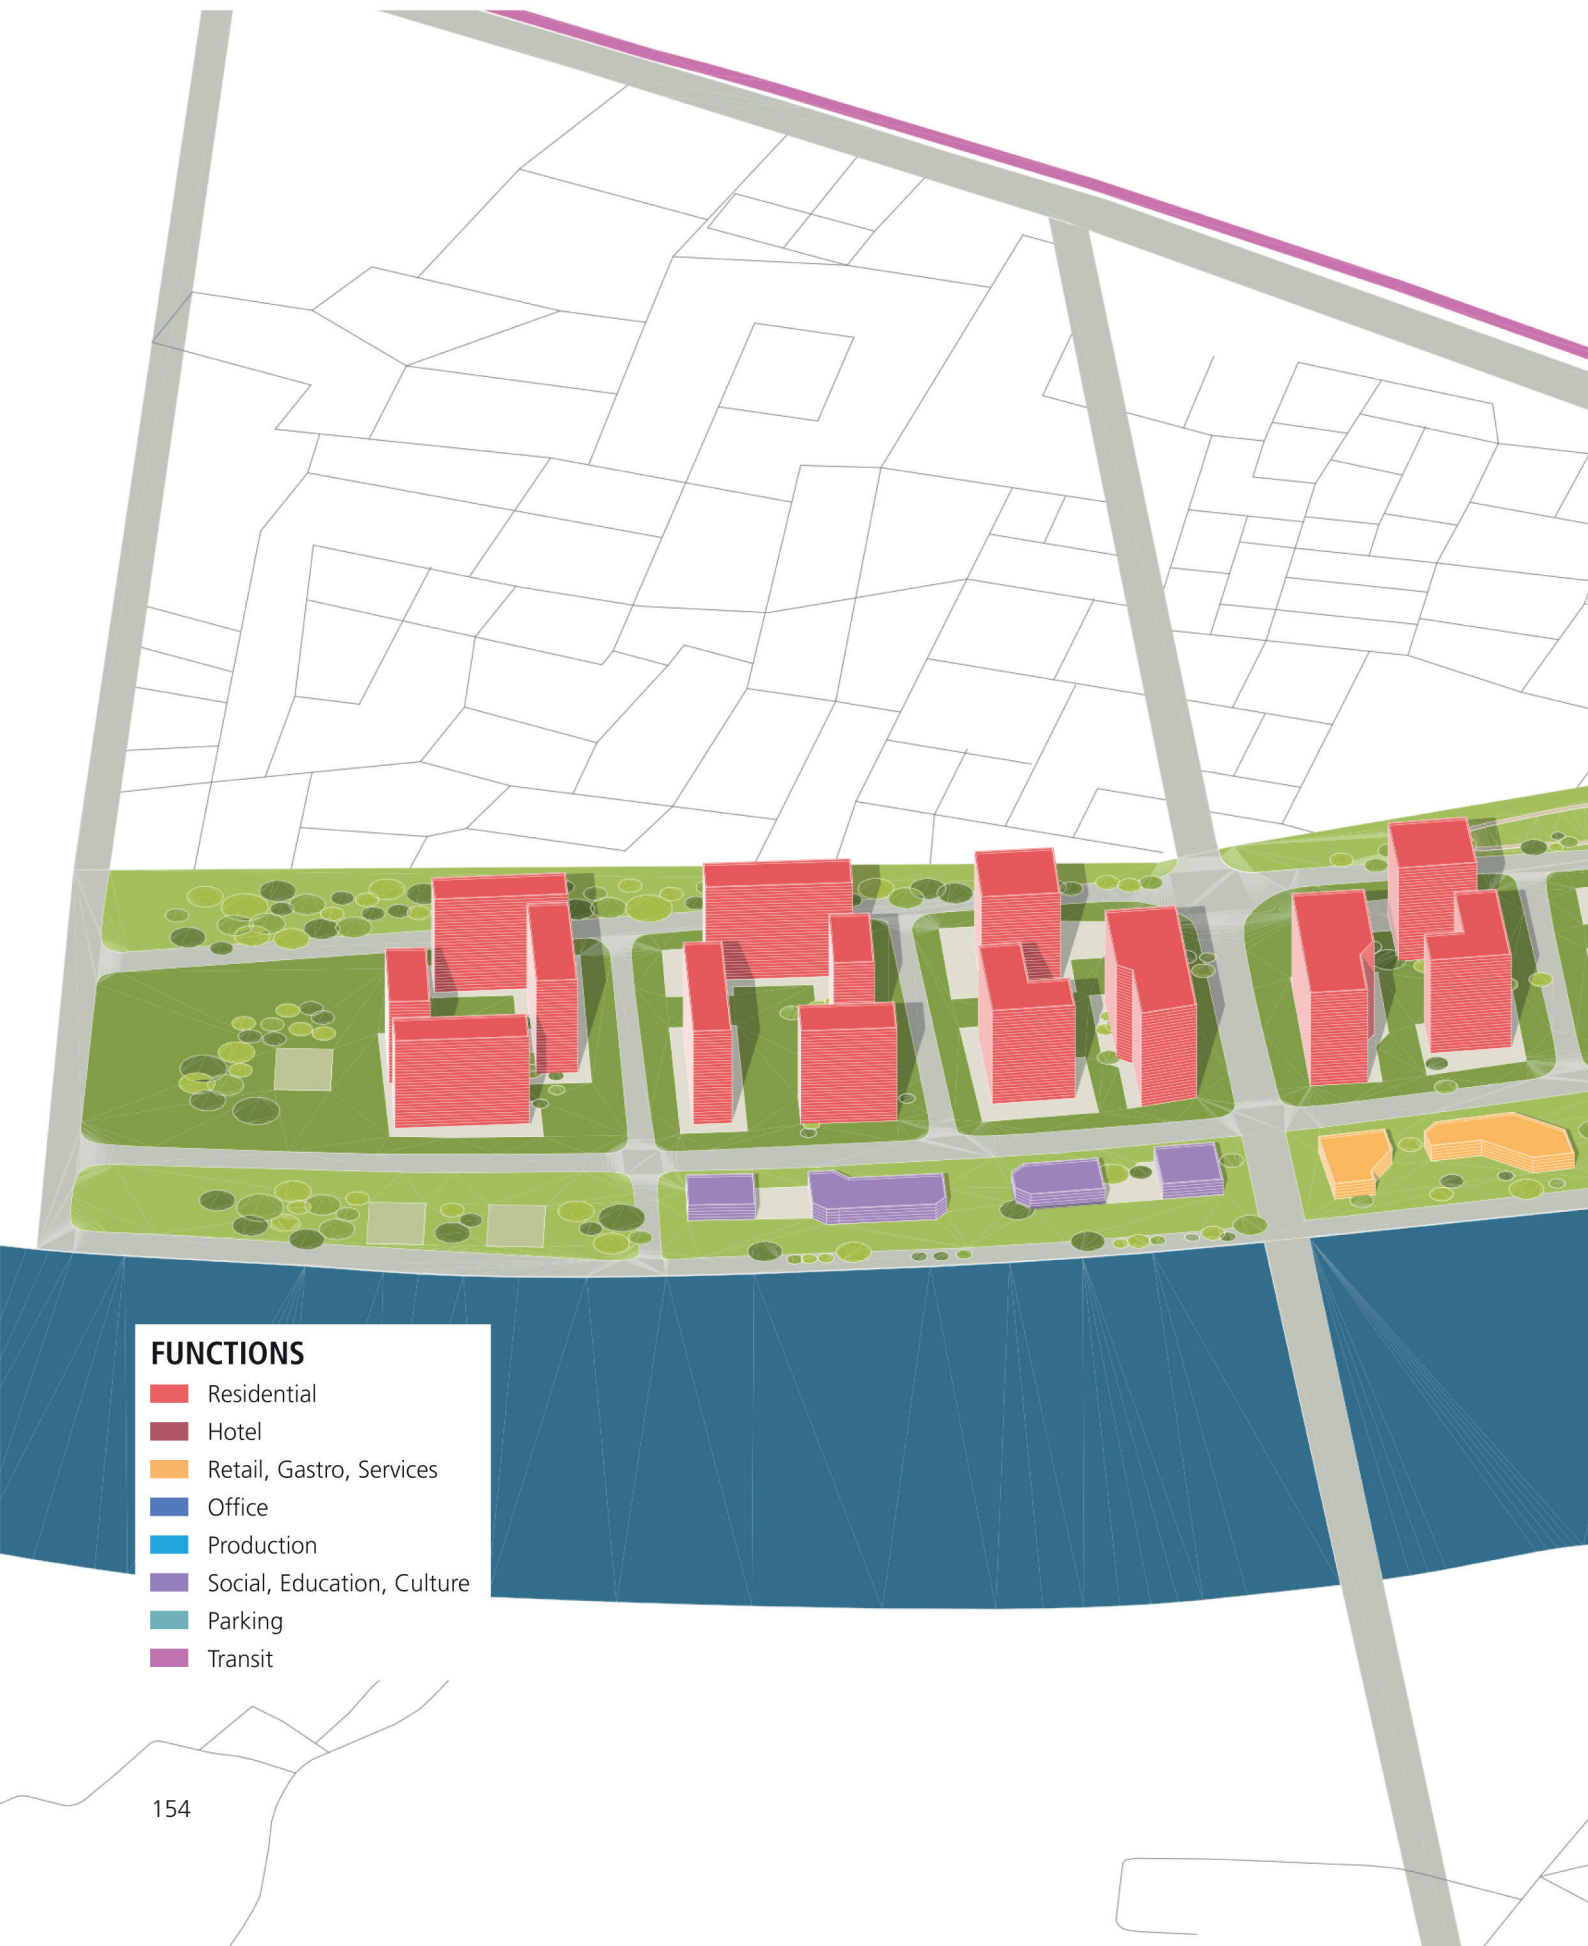 FUNCTIONS
Residential
Hotel
Retail, Gastro, Services
Office
Production
Social, Education, Culture
Parking
Transit
154